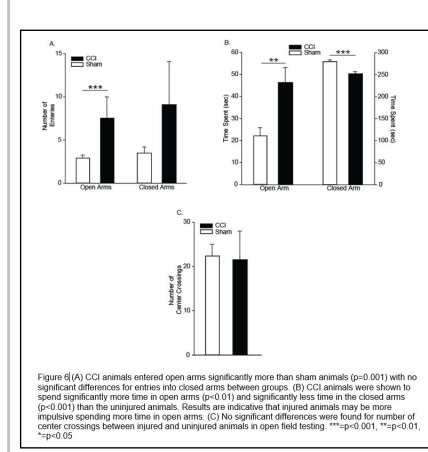 A.
CCI
Sham
15
10
5
0
Number of
Enteries
***
Open Arms
Closed Arms
B.
CCI
Sham
60
50
40
30
20
10
0
Time Spent (sec)
**
***
300
250
200
150
100
50
0
Time Spent (sec)
Open Arm
Closed Arm
C.
CCI
Sham
30
20
10
0
Number of
Center Crossings
Figure 6 (A) CCI animals entered open arms significantly more than sham animals (p=0.001) with no
significant differences for entries into closed arms between groups. (B) CCI animals were shown to
spend significantly more time in open arms (p<0.01) and significantly less time in the closed arms
(p<0.001) than the uninjured animals. Results are indicative that injured animals may be more
impulsive spending more time in open arms. (C) No significant differences were found for number of
center crossings between injured and uninjured animals in open field testing. ***=p<0.001, **=p<0.01,
*=p<0.05